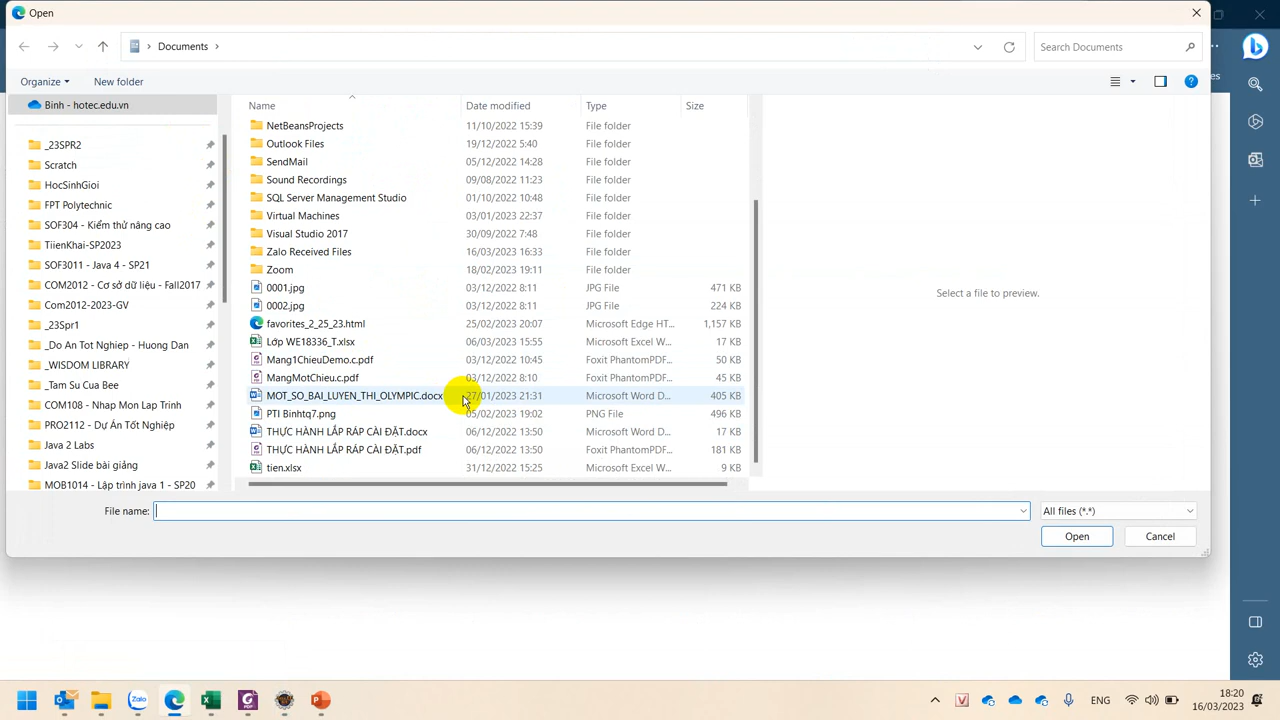 Open
Documents
Search Documents
Organize
New folder
es
Binh - hotec.edu.vn
_23SPR2
Scratch
HocSinhGioi
FPT Polytechnic
SOF304 - Kiểm thử nâng cao
TiienKhai-SP2023
SOF3011 - Java 4 - SP21
COM2012 - Cơ sở dữ liệu - Fall2017
Com2012-2023-GV
_23Spr1
_Do An Tot Nghiep - Huong Dan
_WISDOM LIBRARY
_Tam Su Cua Bee
COM108 - Nhap Mon Lap Trinh
PRO2112 - Dự Án Tốt Nghiệp
Java 2 Labs
Java2 Slide bài giảng
MOB1014 - Lập trình java 1 - SP20
Name Date modified Type Size
NetBeansProjects 11/10/2022 15:39 File folder
Outlook Files 19/12/2022 5:40 File folder
SendMail 05/12/2022 14:28 File folder
Sound Recordings 09/08/2022 11:23 File folder
SQL Server Management Studio 01/10/2022 10:48 File folder
Virtual Machines 03/01/2023 22:37 File folder
Visual Studio 2017 30/09/2022 7:48 File folder
Zalo Received Files 16/03/2023 16:33 File folder
Zoom 18/02/2023 19:11 File folder
0001.jpg 03/12/2022 8:11 JPG File 471 KB
0002.jpg 03/12/2022 8:11 JPG File 224 KB
favorites_2_25_23.html 25/02/2023 20:07 Microsoft Edge HT... 1,157 KB
Lớp WE18336_T.xlsx 06/03/2023 15:55 Microsoft Excel W... 17 KB
Mang1ChieuDemo.c.pdf 03/12/2022 10:45 Foxit PhantomPDF... 50 KB
MangMotChieu.c.pdf 03/12/2022 8:10 Foxit PhantomPDF... 45 KB
MOT_SO_BAI_LUYEN_THI_OLYMPIC.docx 27/01/2023 21:31 Microsoft Word D... 405 KB
PTI Binhtq7.png 05/02/2023 19:02 PNG File 496 KB
THỰC HÀNH LẮP RÁP CÀI ĐẶT.docx 06/12/2022 13:50 Microsoft Word D... 17 KB
THỰC HÀNH LẮP RÁP CÀI ĐẶT.pdf 06/12/2022 13:50 Foxit PhantomPDF... 181 KB
tien.xlsx 31/12/2022 15:25 Microsoft Excel W... 9 KB
Select a file to preview.
File name:
All files (*.*)
Open
Cancel
Zalo
PDF
V
ENG
18:20
16/03/2023